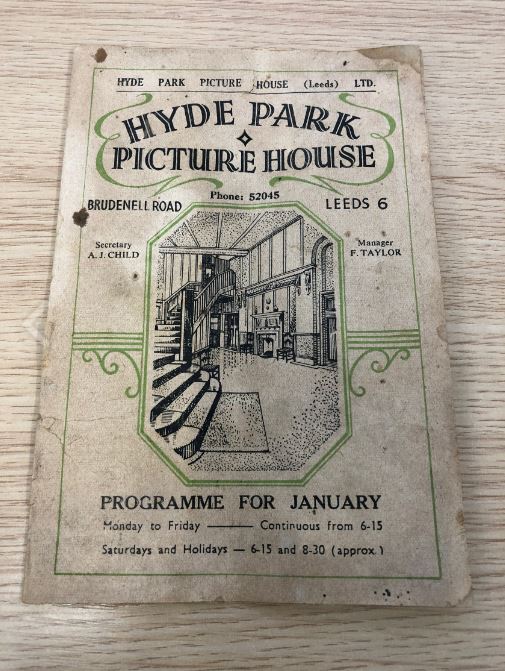 HYDE PARK PICTURE HOUSE (Leeds) LTD.
HYDE PARK
PICTURE HOUSE
Phone: 52045
BRUDENELL ROAD LEEDS 6
Secretary
A. J. CHILD
Manager
F. TAYLOR
PROGRAMME FOR JANUARY
Monday to Friday — Continuous from 6-15
Saturdays and Holidays — 6-15 and 8-30 (approx.)